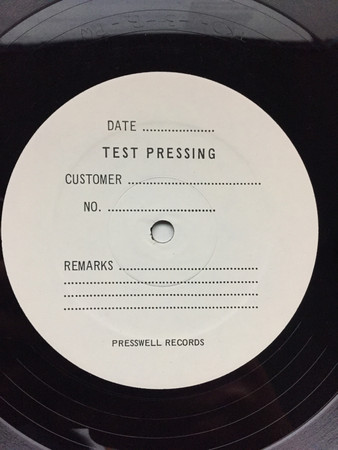 DATE ....................
TEST PRESSING
CUSTOMER .....................................
NO. ..............................
REMARKS .......................................
.......................................................
.......................................................
.......................................................
PRESSWELL RECORDS